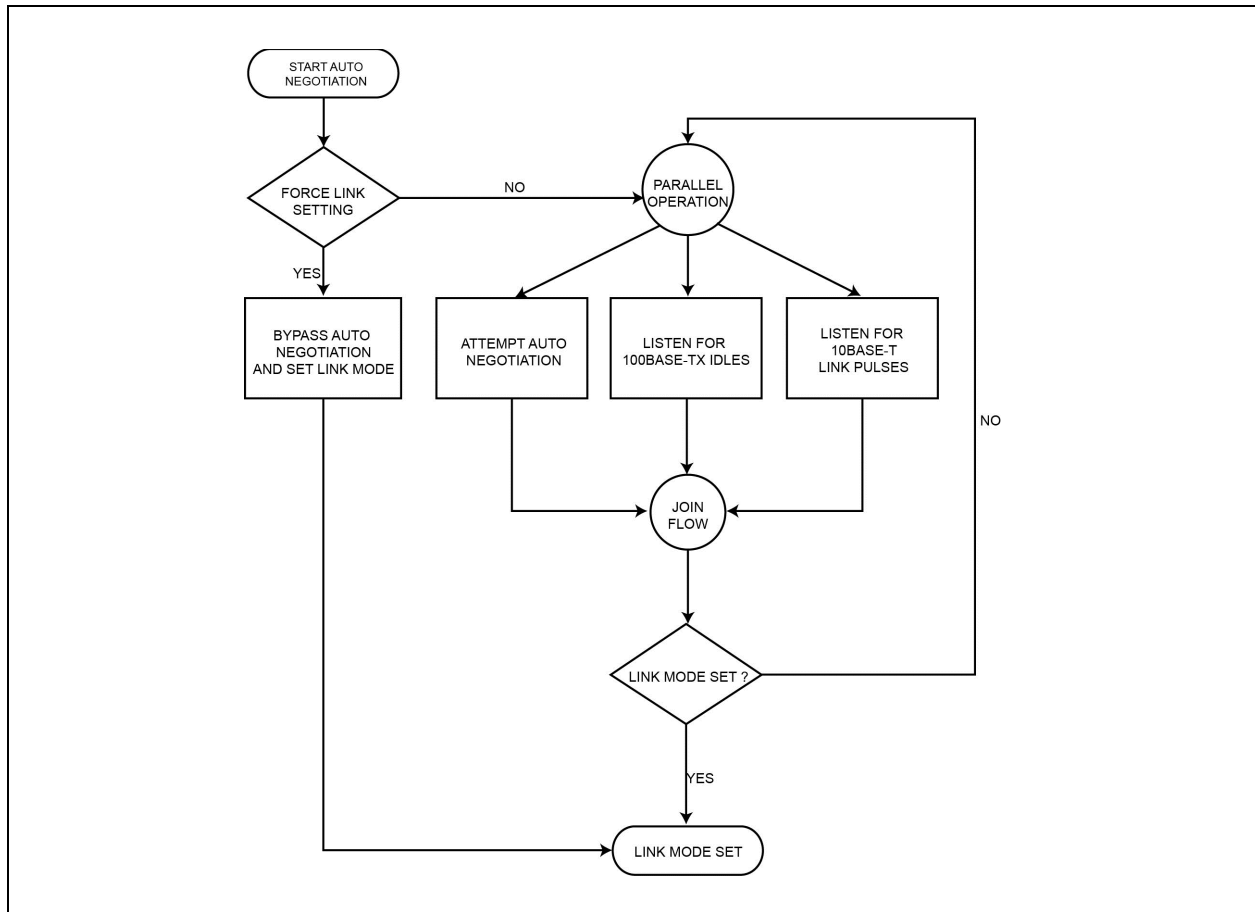 START AUTO
NEGOTIATION
FORCE LINK
SETTING
NO
PARALLEL
OPERATION
YES
BYPASS AUTO
NEGOTIATION
AND SET LINK MODE
ATTEMPT AUTO
NEGOTIATION
LISTEN FOR
100BASE-TX IDLES
LISTEN FOR
10BASE-T
LINK PULSES
NO
JOIN
FLOW
LINK MODE SET ?
YES
LINK MODE SET